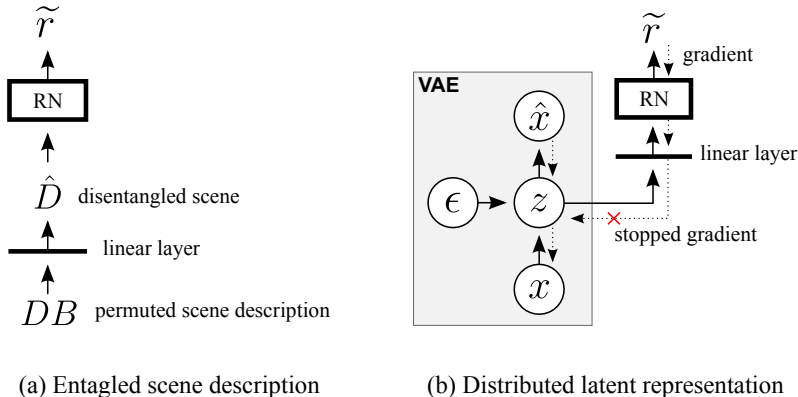 r̃
RN
D̂ disentangled scene
linear layer
DB permuted scene description
(a) Entagled scene description
r̃
gradient
VAE
RN
x̂
linear layer
ϵ z
stopped gradient
x
(b) Distributed latent representation